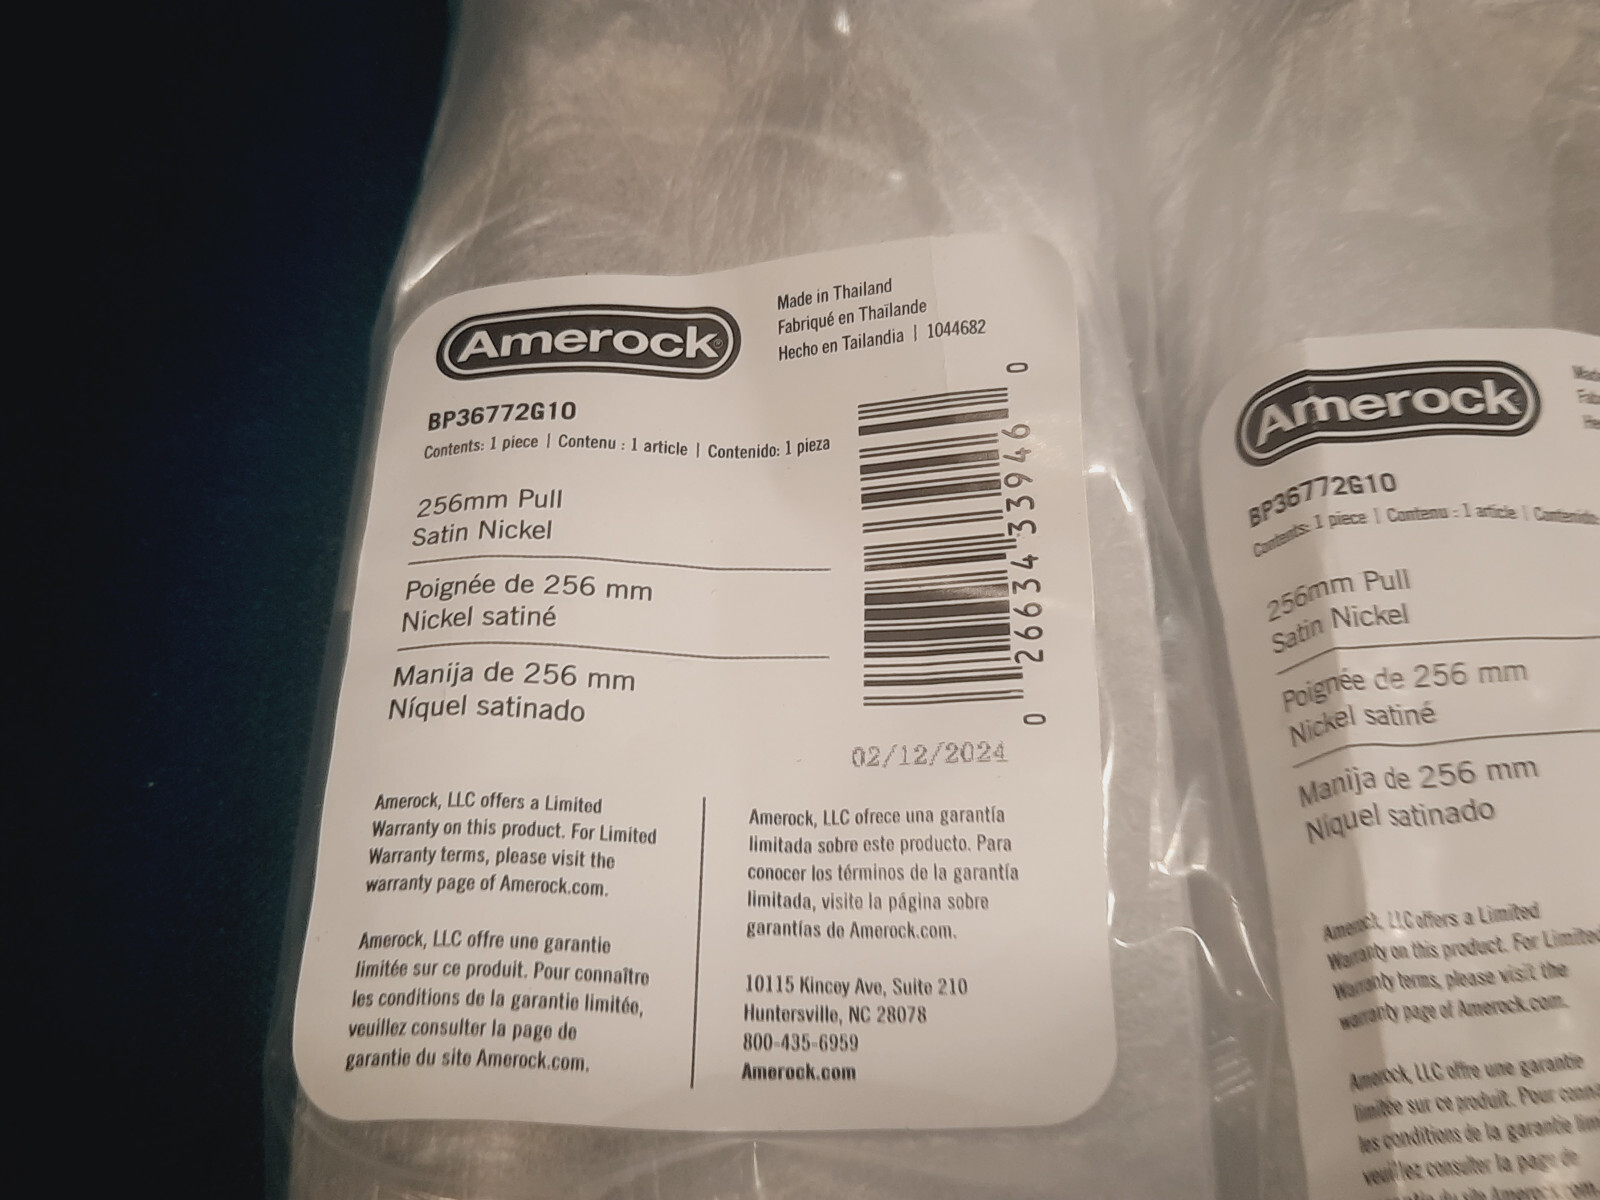 Amerock®
Made in Thailand
Fabriqué en Thaïlande
Hecho en Tailandia | 1044682
BP36772G10
Contents: 1 piece | Contenu : 1 article | Contenido: 1 pieza
256mm Pull
Satin Nickel
Poignée de 256 mm
Nickel satiné
Manija de 256 mm
Níquel satinado
0 26634 33946 0
02/12/2024
Amerock, LLC offers a Limited
Warranty on this product. For Limited
Warranty terms, please visit the
warranty page of Amerock.com.
Amerock, LLC offre une garantie
limitée sur ce produit. Pour connaître
les conditions de la garantie limitée,
veuillez consulter la page de
garantie du site Amerock.com.
Amerock, LLC ofrece una garantía
limitada sobre este producto. Para
conocer los términos de la garantía
limitada, visite la página sobre
garantías de Amerock.com.
10115 Kincey Ave, Suite 210
Huntersville, NC 28078
800-435-6959
Amerock.com
Amerock
BP36772G10
Contents: 1 piece | Contenu : 1 article | Contenido:
256mm Pull
Satin Nickel
Poignée de 256 mm
Nickel satiné
Manija de 256 mm
Níquel satinado
Amerock, LLC offers a Limited
Warranty on this product. For Limited
Warranty terms, please visit the
warranty page of Amerock.com.
Amerock, LLC offre une garantie
limitée sur ce produit. Pour
les conditions de la garantie
veuillez consulter la page de